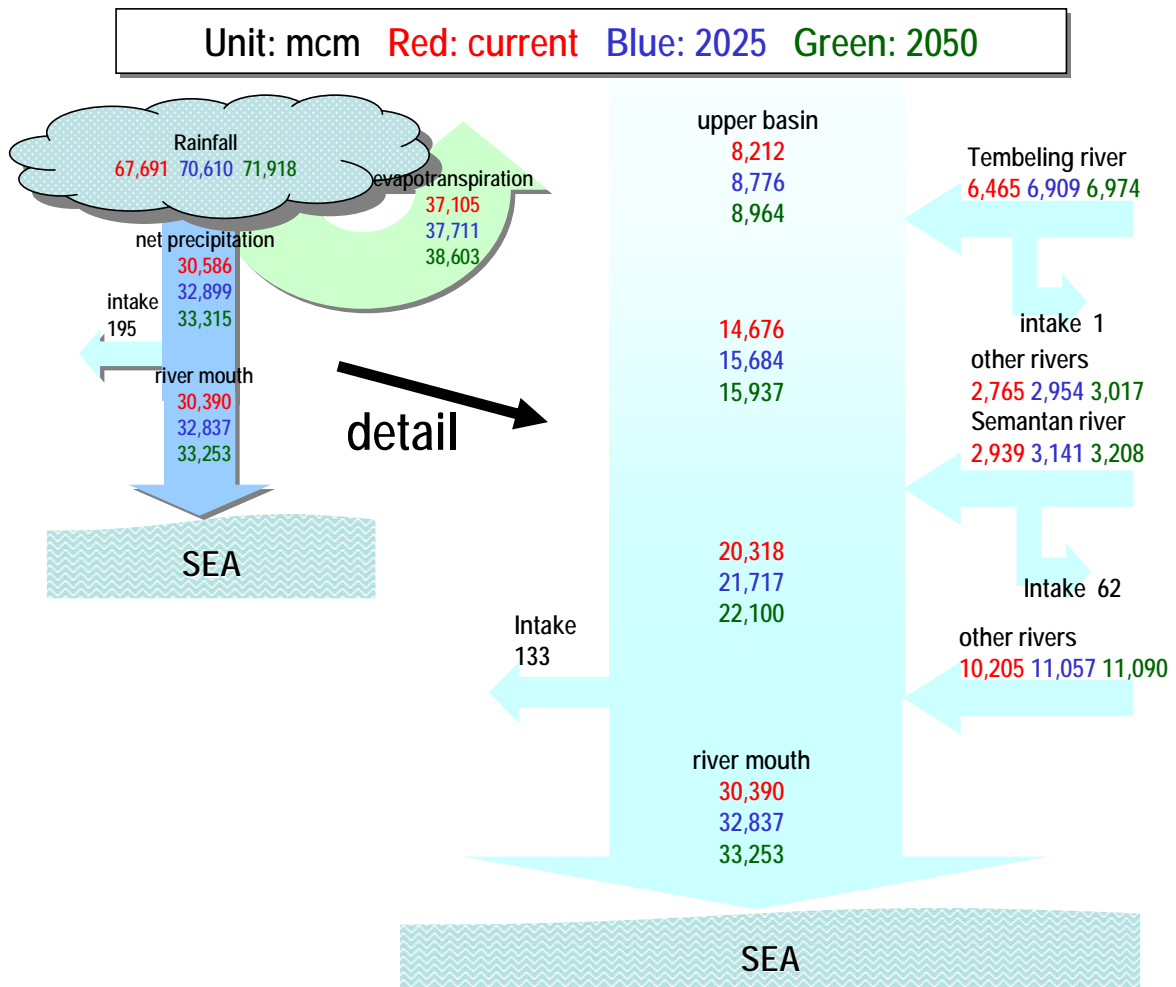 Unit: mcm Red: current Blue: 2025 Green: 2050
Rainfall
67,691 70,610 71,918
evapotranspiration
37,105
37,711
38,603
net precipitation
30,586
32,899
33,315
intake
195
river mouth
30,390
32,837
33,253
SEA
detail
upper basin
8,212
8,776
8,964
Tembeling river
6,465 6,909 6,974
intake 1
14,676
15,684
15,937
other rivers
2,765 2,954 3,017
Semantan river
2,939 3,141 3,208
Intake 62
20,318
21,717
22,100
Intake
133
other rivers
10,205 11,057 11,090
river mouth
30,390
32,837
33,253
SEA